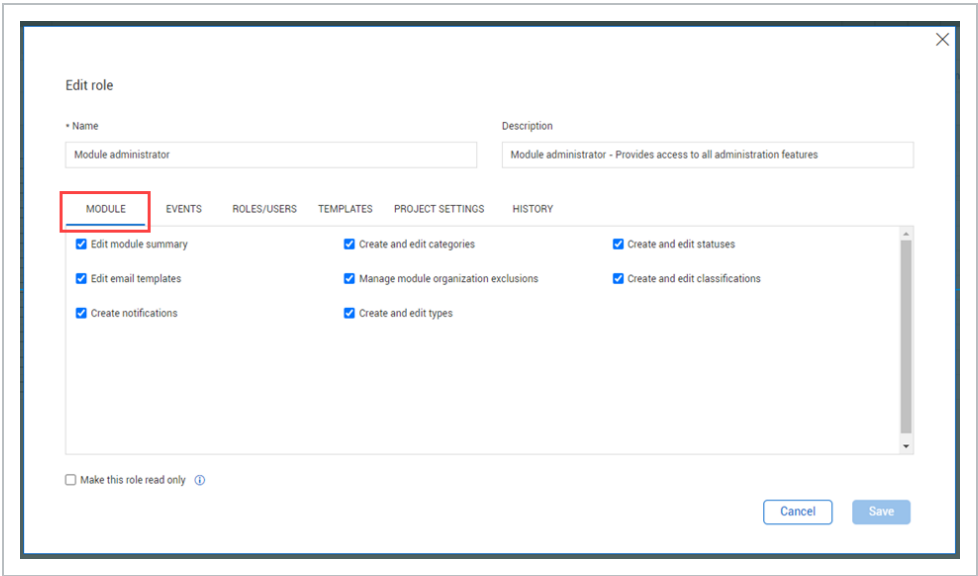 Edit role
• Name
Description
Module administrator
Module administrator - Provides access to all administration features
MODULE EVENTS ROLES/USERS TEMPLATES PROJECT SETTINGS HISTORY
Edit module summary Create and edit categories Create and edit statuses
Edit email templates Manage module organization exclusions Create and edit classifications
Create notifications Create and edit types
Make this role read only
Cancel Save